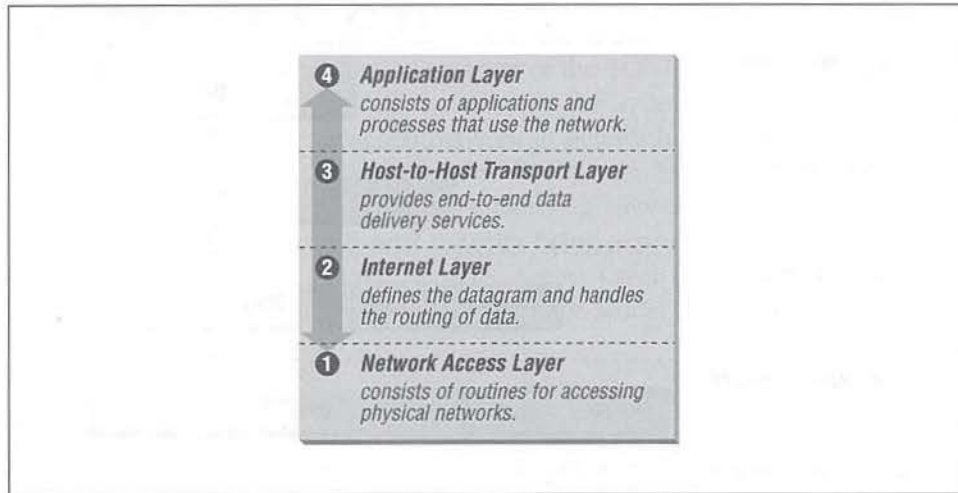 4 Application Layer
consists of applications and
processes that use the network.
3 Host-to-Host Transport Layer
provides end-to-end data
delivery services.
2 Internet Layer
defines the datagram and handles
the routing of data.
1 Network Access Layer
consists of routines for accessing
physical networks.